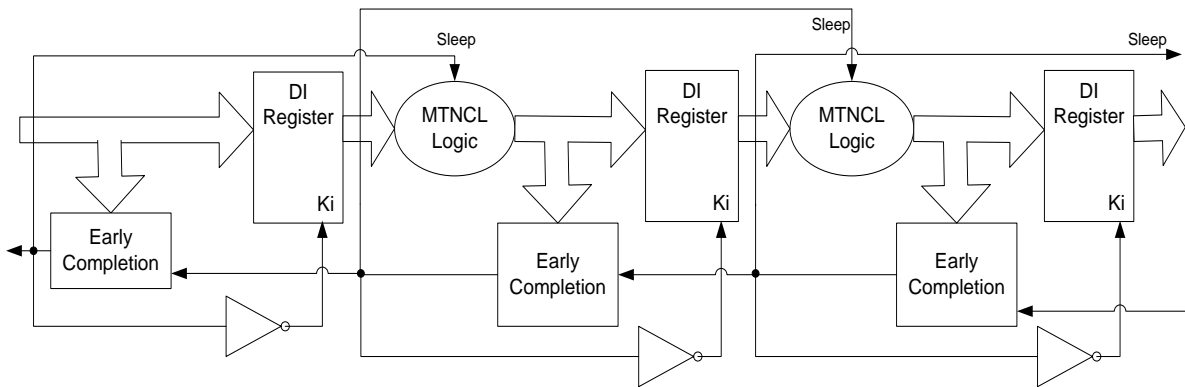 Sleep
Sleep
Sleep
DI
Register
Ki
MTNCL
Logic
DI
Register
Ki
MTNCL
Logic
DI
Register
Ki
Early
Completion
Early
Completion
Early
Completion